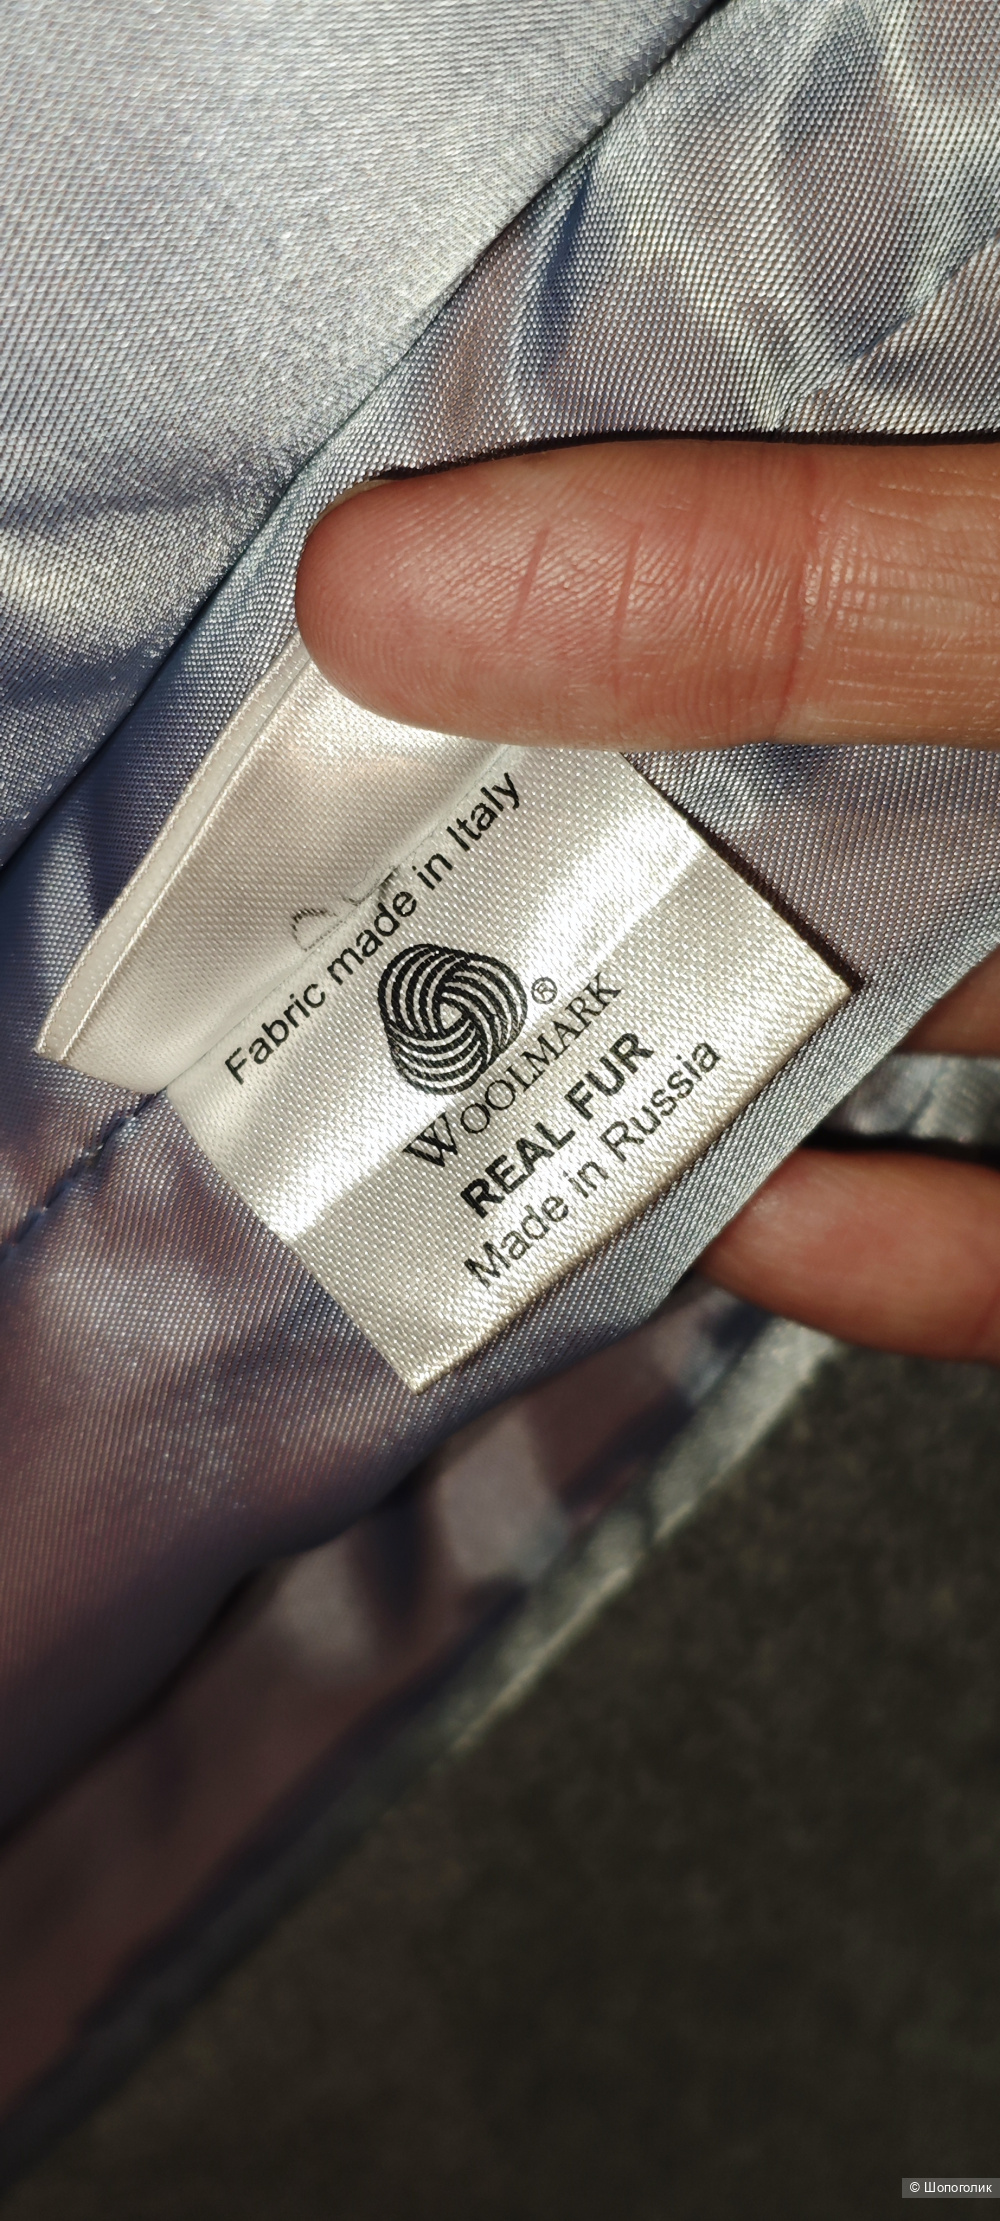 Fabric made in Italy
®
WOOLMARK
REAL FUR
Made in Russia
© Шопоголик